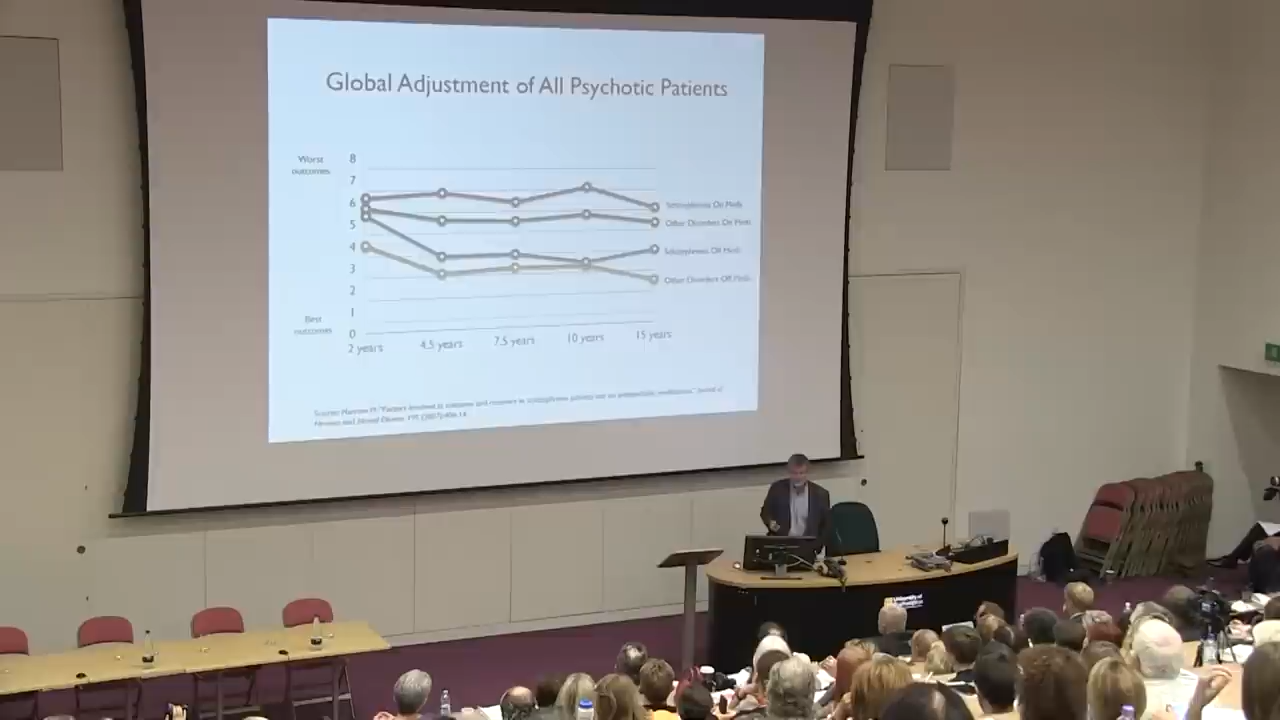 Global Adjustment of All Psychotic Patients
Worst
outcomes
8
7
6
5
4
3
2
1
0
Best
outcomes
Schizophrenia On Meds
Other Disorders On Meds
Schizophrenia Off Meds
Other Disorders Off Meds
2 years
4.5 years
7.5 years
10 years
15 years
University of